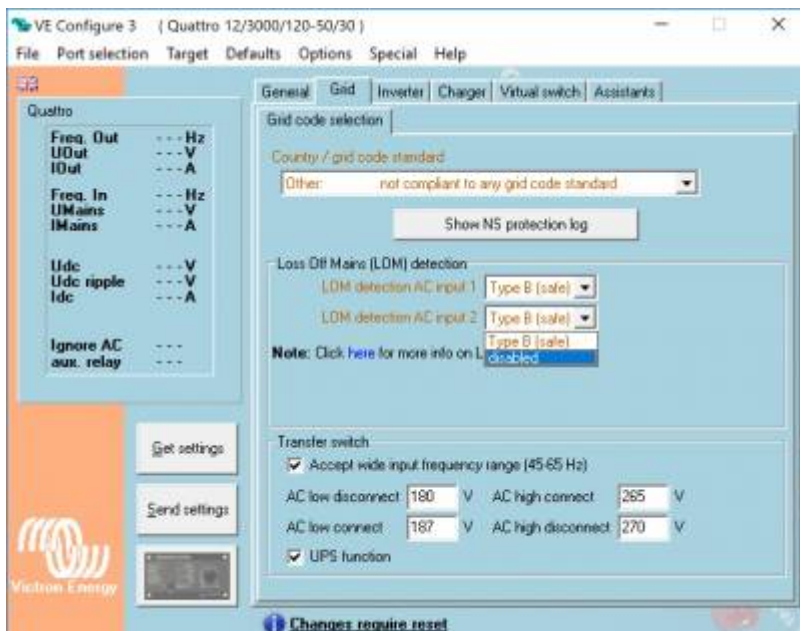 VE Configure 3 ( Quattro 12/3000/120-50/30 )
File Port selection Target Defaults Options Special Help
General Grid Inverter Charger Virtual switch Assistants
Quattro
Freq. Out ---Hz
UOut ---V
IOut ---A
Freq. In ---Hz
UMains ---V
IMains ---A
Udc ---V
Udc ripple ---V
Idc ---A
Ignore AC ---
aux. relay ---
Get settings
Send settings
Victron Energy
Grid code selection
Country / grid code standard
Other: not compliant to any grid code standard
Show NS protection log
Loss Off Mains (LOM) detection
LOM detection AC input 1 Type B (safe)
LOM detection AC input 2 Type B (safe)
Type B (safe)
disabled
Note: Click here for more info on L
Transfer switch
Accept wide input frequency range (45-65 Hz)
AC low disconnect 180 V AC high connect 265 V
AC low connect 187 V AC high disconnect 270 V
UPS function
Changes require reset